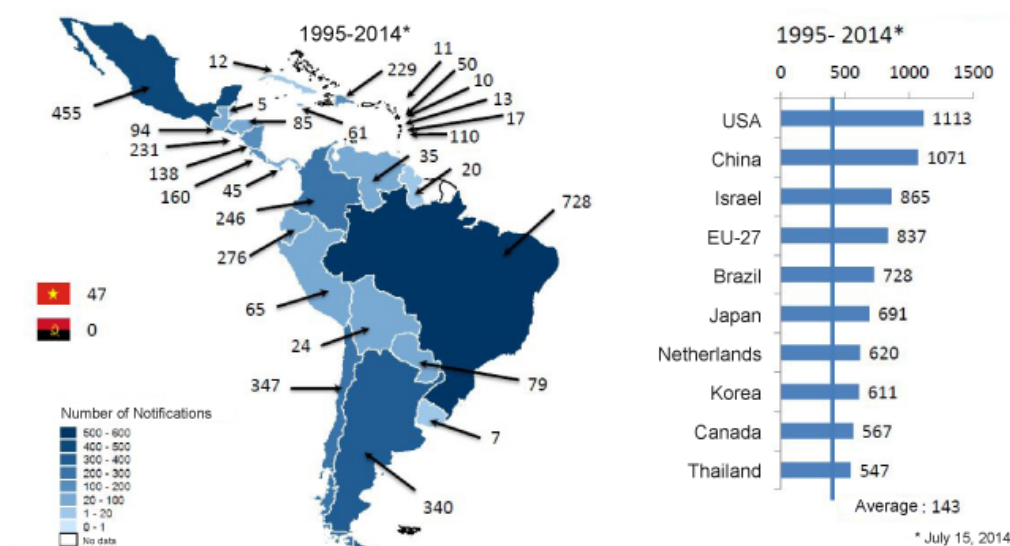 1995-2014*
12
229
11
50
10
13
17
110
455
5
94
85
61
231
138
160
45
35
20
246
728
276
47
0
65
24
79
347
7
340
Number of Notifications
500 - 600
400 - 500
300 - 400
200 - 300
100 - 200
20 - 100
1 - 20
0 - 1
No data
1995- 2014*
0 500 1000 1500
USA 1113
China 1071
Israel 865
EU-27 837
Brazil 728
Japan 691
Netherlands 620
Korea 611
Canada 567
Thailand 547
Average : 143
* July 15, 2014